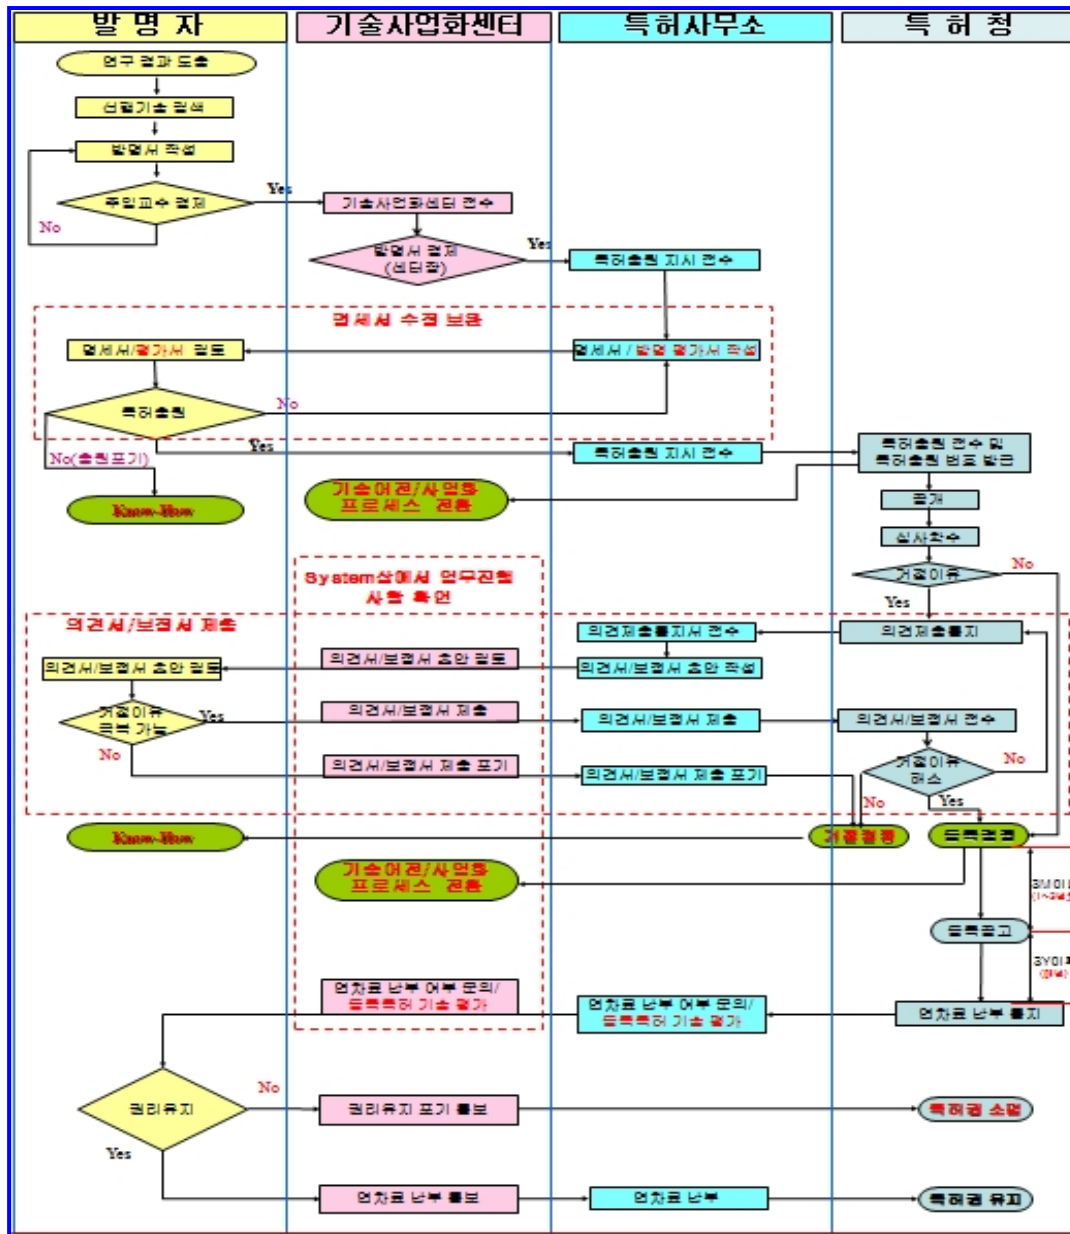 발 명 자
기술사업화센터
특허사무소
특 허 청
연구 결과 도출
선행기술 검색
발명서 작성
주임교수 결제
Yes
No
기술사업화센터 접수
발명서 결제
(센터장)
Yes
특허출원 지시 접수
명세서 수정 보완
명세서/평가서 검토
명세서 / 발명 평가서 작성
특허출원
No
Yes
No(출원포기)
특허출원 지시 접수
특허출원 접수 및
특허출원 번호 발급
Know-How
기술이전/사업화
프로세스 전환
공개
심사착수
거절이유
No
Yes
System상에서 업무진행
사항 확인
의견서/보정서 제출
의견제출통지서 접수
의견제출통지
의견서/보정서 초안 검토
의견서/보정서 초안 검토
의견서/보정서 초안 작성
거절이유
극복 가능
Yes
No
의견서/보정서 제출
의견서/보정서 제출
의견서/보정서 접수
의견서/보정서 제출 포기
의견서/보정서 제출 포기
거절이유
해소
No
No
Yes
Know-How
거절결정
등록결정
기술이전/사업화
프로세스 전환
등록공고
연차료 납부 여부 문의/
등록특허 기술 평가
연차료 납부 여부 문의/
등록특허 기술 평가
연차료 납부 통지
권리유지
No
Yes
권리유지 포기 통보
특허권 소멸
연차료 납부 통보
연차료 납부
특허권 유지